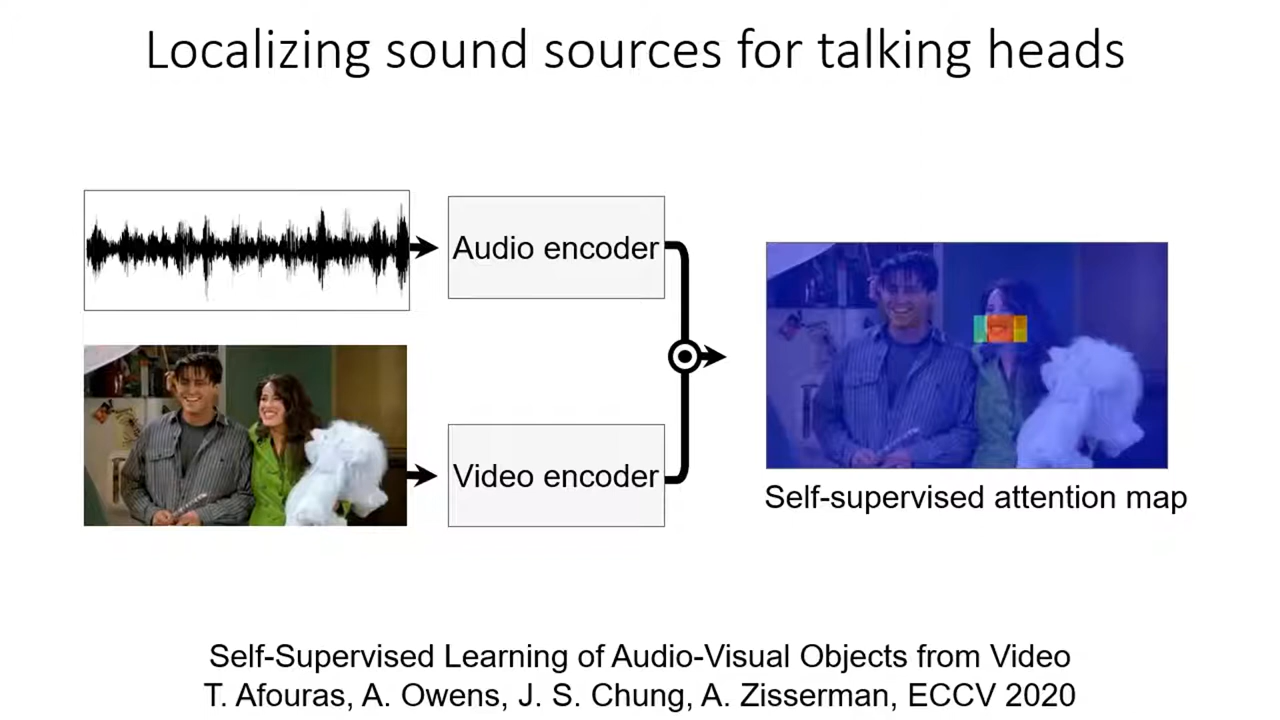 Localizing sound sources for talking heads
Audio encoder
Video encoder
Self-supervised attention map
Self-Supervised Learning of Audio-Visual Objects from Video
T. Afouras, A. Owens, J. S. Chung, A. Zisserman, ECCV 2020